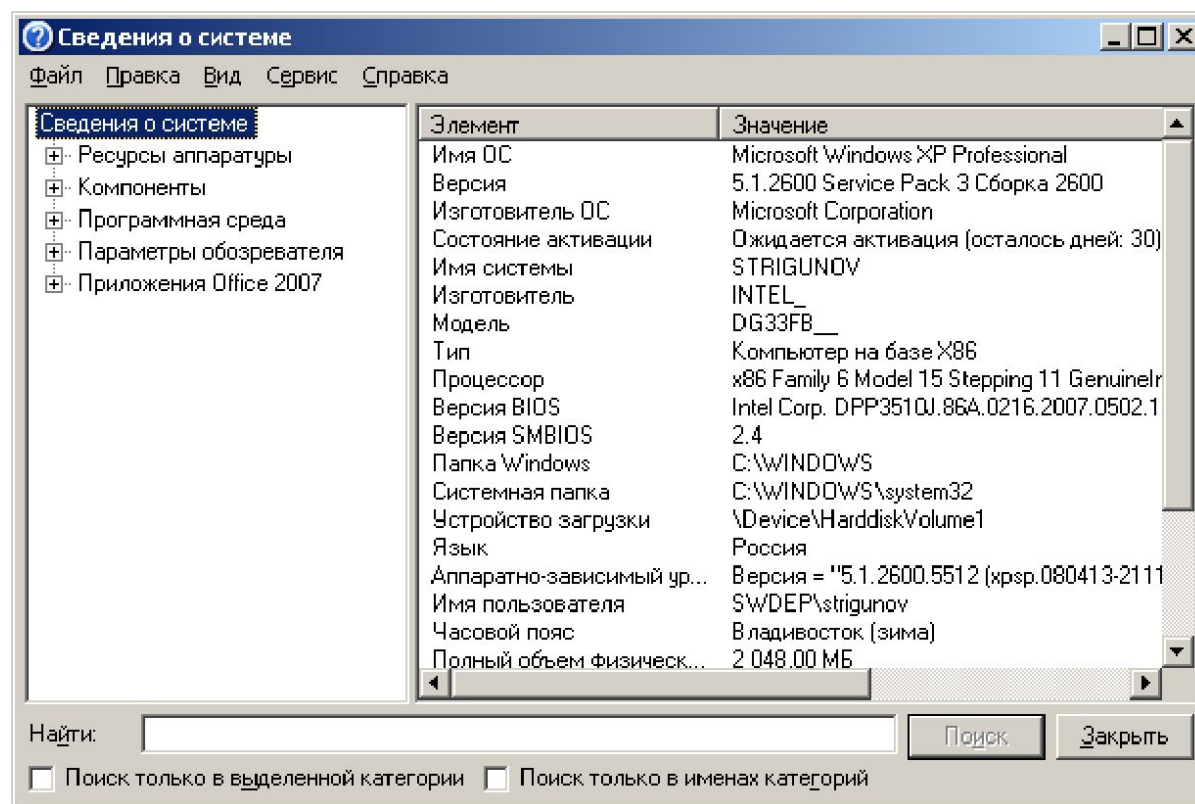 Сведения о системе
Файл Правка Вид Сервис Справка
Сведения о системе
Ресурсы аппаратуры
Компоненты
Программная среда
Параметры обозревателя
Приложения Office 2007
Элемент Значение
Имя ОС Microsoft Windows XP Professional
Версия 5.1.2600 Service Pack 3 Сборка 2600
Изготовитель ОС Microsoft Corporation
Состояние активации Ожидается активация (осталось дней: 30)
Имя системы STRIGUNOV
Изготовитель INTEL_
Модель DG33FB__
Тип Компьютер на базе X86
Процессор x86 Family 6 Model 15 Stepping 11 GenuineIn
Версия BIOS Intel Corp. DPP3510J.86A.0216.2007.0502.1
Версия SMBIOS 2.4
Папка Windows C:\WINDOWS
Системная папка C:\WINDOWS\system32
Устройство загрузки \Device\HarddiskVolume1
Язык Россия
Аппаратно-зависимый ур... Версия = "5.1.2600.5512 (xpsp.080413-2111
Имя пользователя SWDEP\strigunov
Часовой пояс Владивосток (зима)
Полный объем физическ... 2 048,00 МБ
Найти: Поиск Закрыть
Поиск только в выделенной категории Поиск только в именах категорий